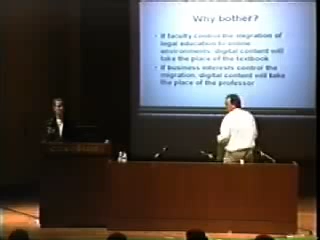 Why bother?
• If faculty control the migration of
legal education to online
environments, digital content will
take the place of the textbook
• If business interests control the
migration, digital content will take
the place of the professor